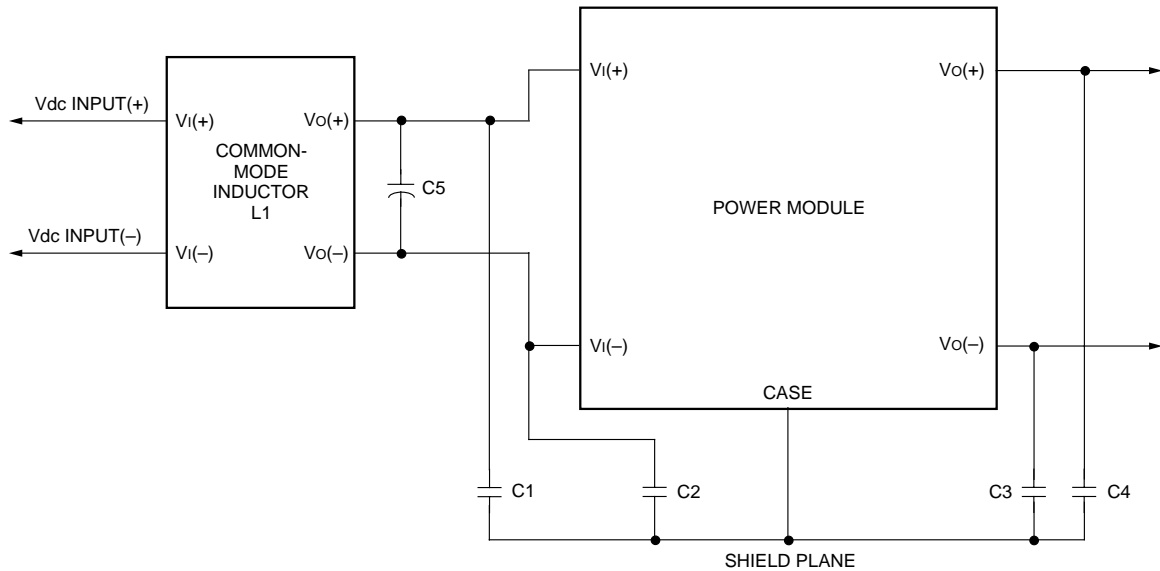 Vdc INPUT(+)
Vdc INPUT(–)
VI(+)
VO(+)
COMMON-
MODE
INDUCTOR
L1
VI(–)
VO(–)
C5
VI(+)
VO(+)
POWER MODULE
VI(–)
VO(–)
CASE
C1
C2
C3
C4
SHIELD PLANE